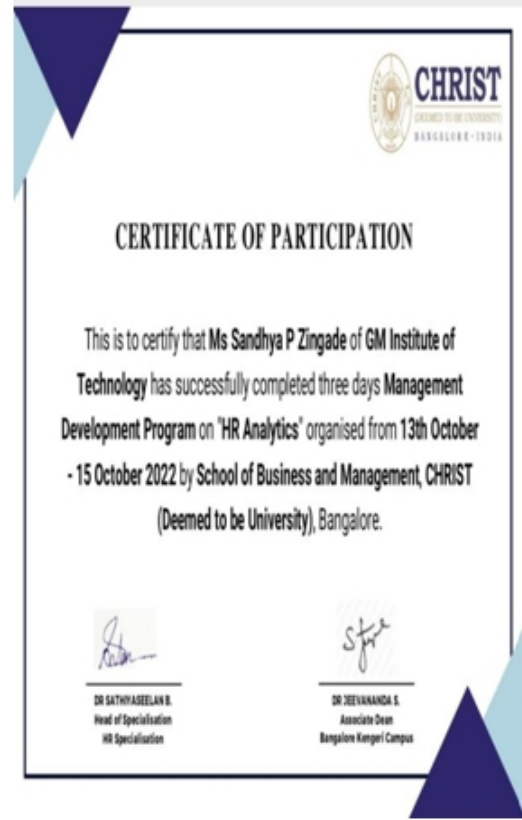 CHRIST
(DEEMED TO BE UNIVERSITY)
BANGALORE - INDIA
CERTIFICATE OF PARTICIPATION
This is to certify that Ms Sandhya P Zingade of GM Institute of
Technology has successfully completed three days Management
Development Program on "HR Analytics" organised from 13th October
- 15 October 2022 by School of Business and Management, CHRIST
(Deemed to be University), Bangalore.
DR SATHIYASEELAN B.
Head of Specialisation
HR Specialisation
DR JEEVANANDA S.
Associate Dean
Bangalore Kengeri Campus